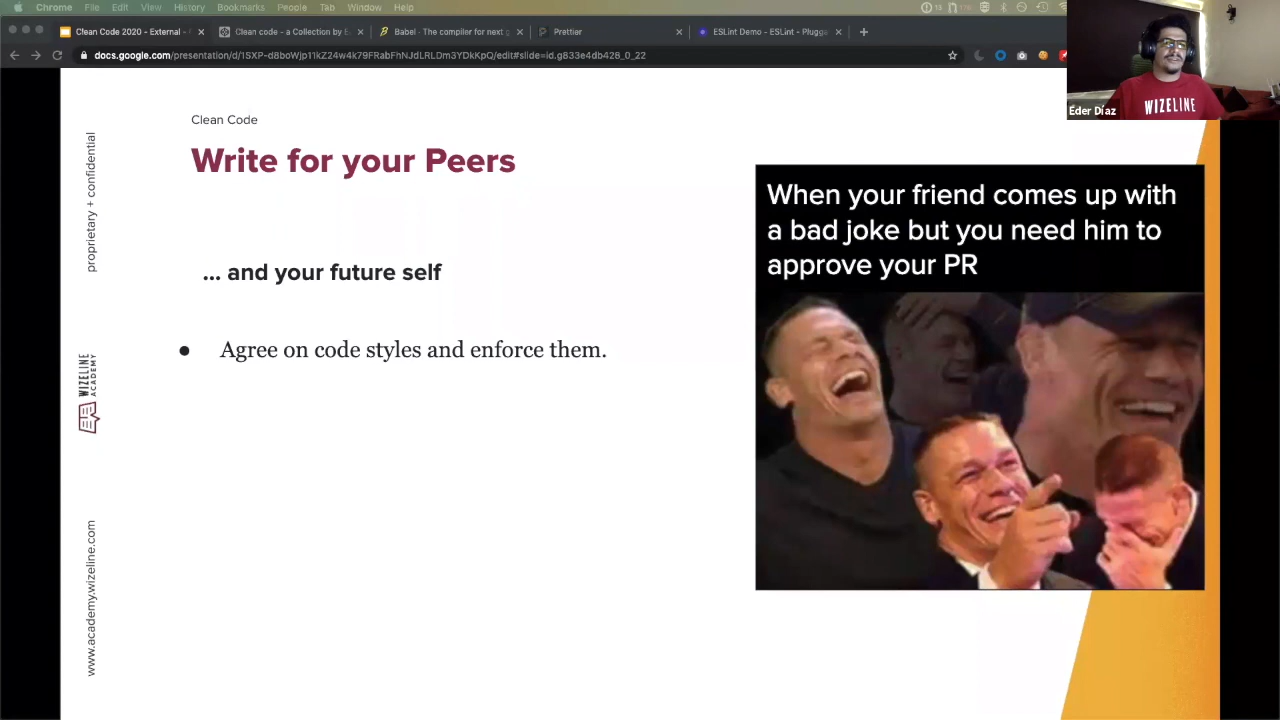 Chrome File Edit View History Bookmarks People Tab Window Help
Clean Code 2020 - External -
Clean code - a Collection by
Babel · The compiler for next
Prettier
ESLint Demo - ESLint - Plugga
docs.google.com/presentation/d/1SXP-d8boWjp11kZ24w4k79FRabFhNJdLRLDm3YDkKpQ/edit#slide=id.g833e4db428_0_22
WIZELINE
Éder Díaz
proprietary + confidential
WIZELINE
ACADEMY
www.academy.wizeline.com
Clean Code
Write for your Peers
... and your future self
● Agree on code styles and enforce them.
When your friend comes up with
a bad joke but you need him to
approve your PR